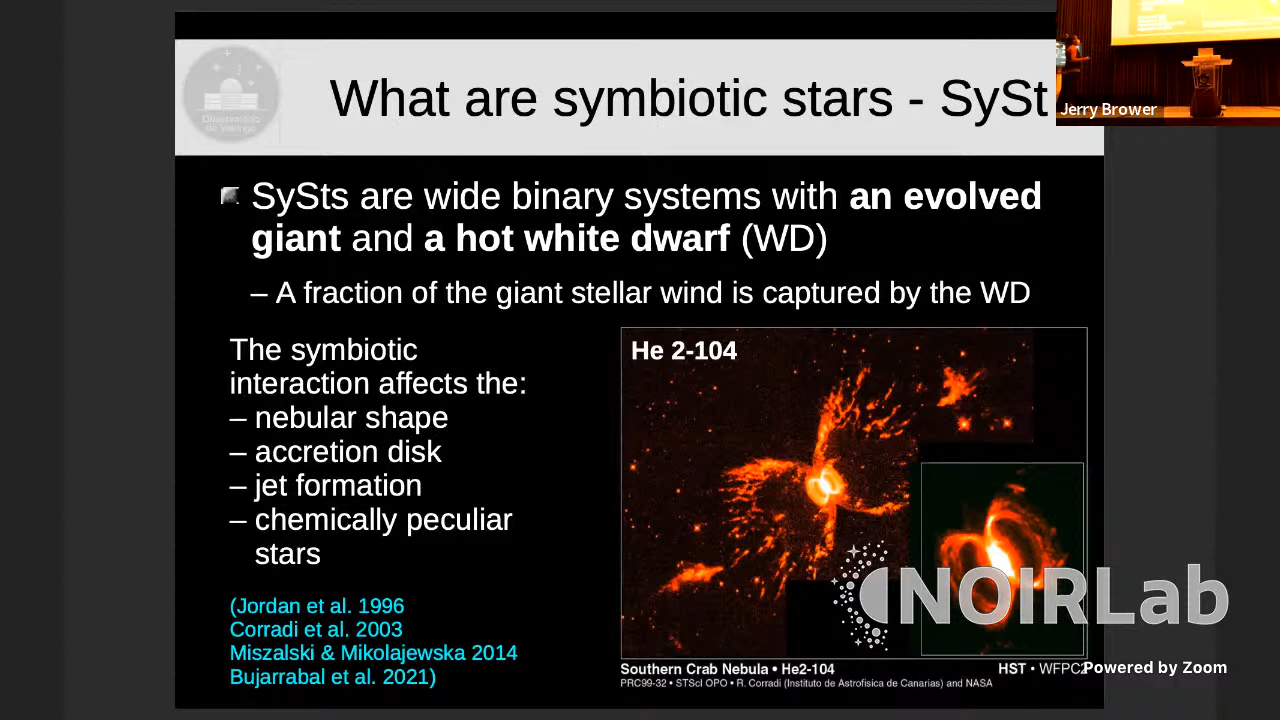 What are symbiotic stars - SySt
Jerry Brower
Observatório
do Valongo
SySts are wide binary systems with an evolved
giant and a hot white dwarf (WD)
– A fraction of the giant stellar wind is captured by the WD
The symbiotic
interaction affects the:
– nebular shape
– accretion disk
– jet formation
– chemically peculiar
stars
(Jordan et al. 1996
Corradi et al. 2003
Miszalski & Mikolajewska 2014
Bujarrabal et al. 2021)
He 2-104
NOIRLab
Southern Crab Nebula • He2-104
HST • WFPC2
PRC99-32 • STScI OPO • R. Corradi (Instituto de Astrofisica de Canarias) and NASA
Powered by Zoom